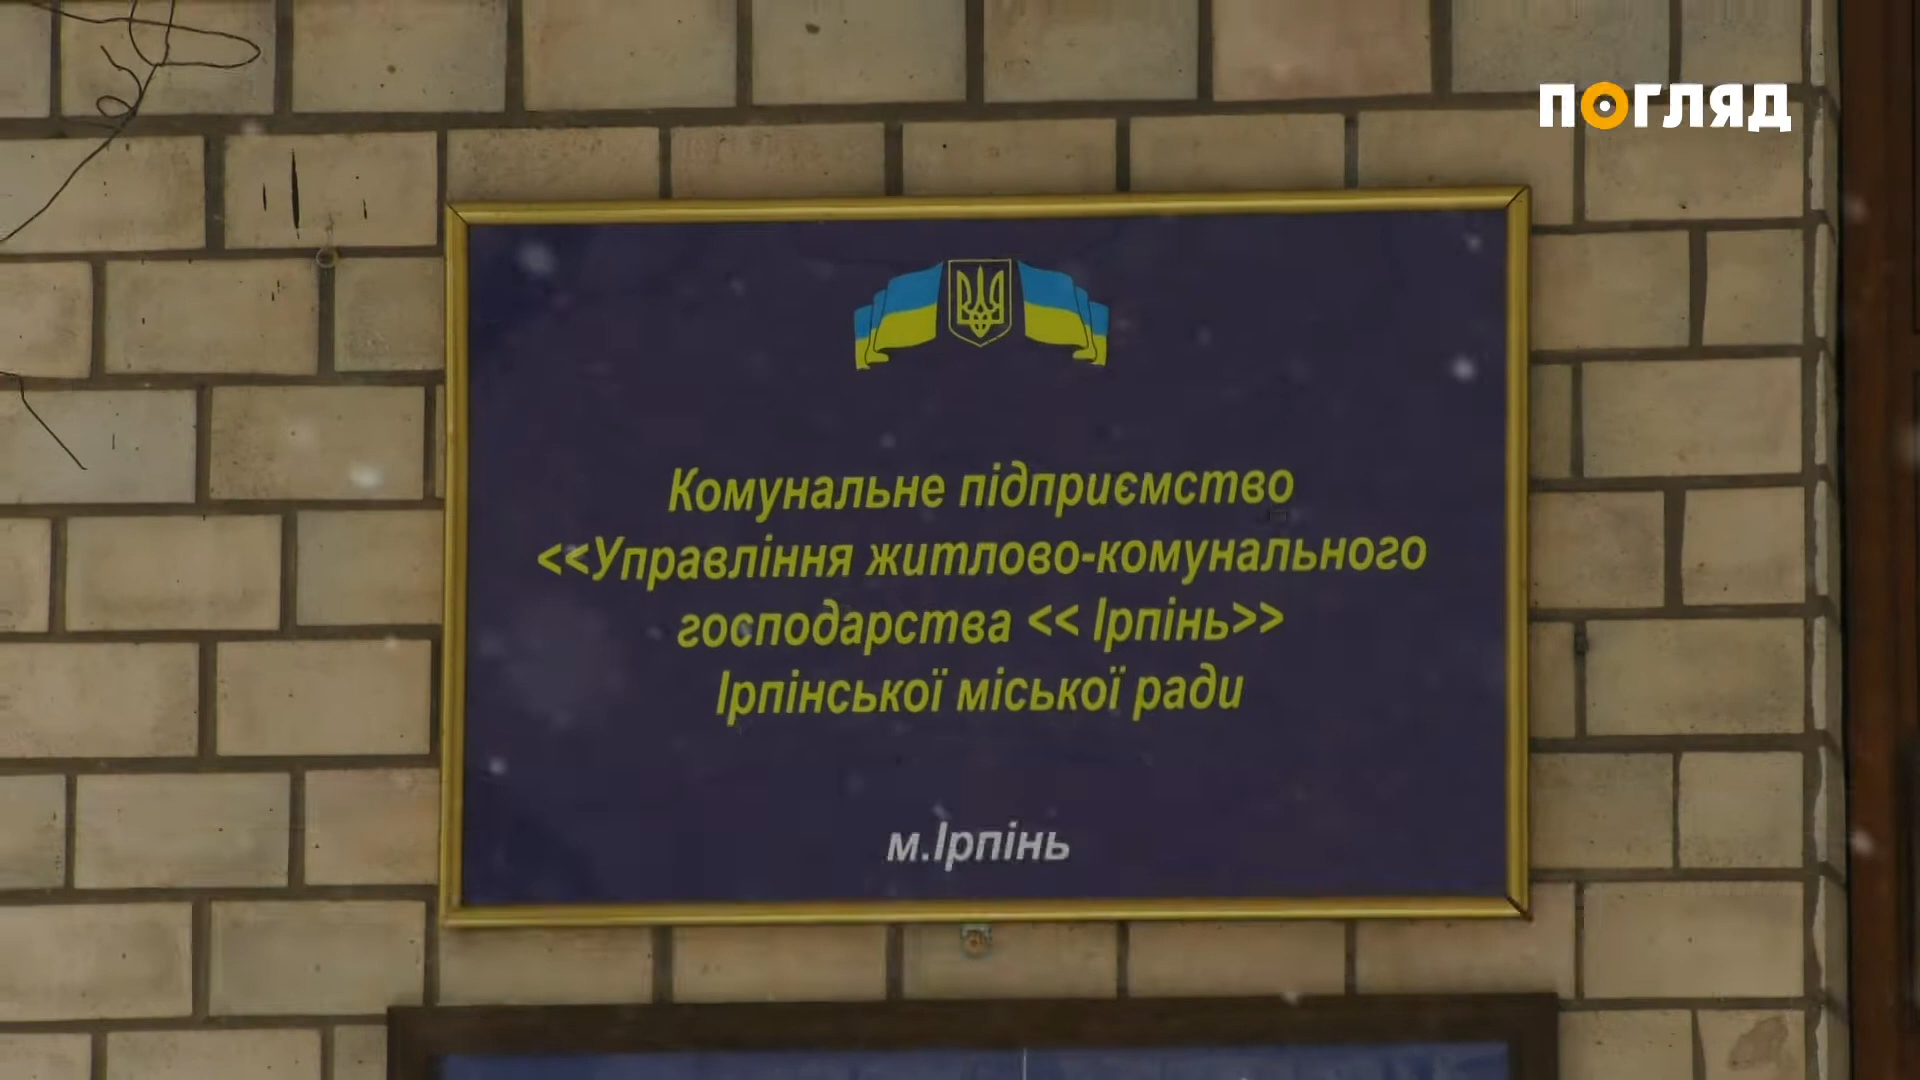 ПОГЛЯД
Комунальне підприємство
<<Управління житлово-комунального
господарства << Ірпінь>>
Ірпінської міської ради
м.Ірпінь